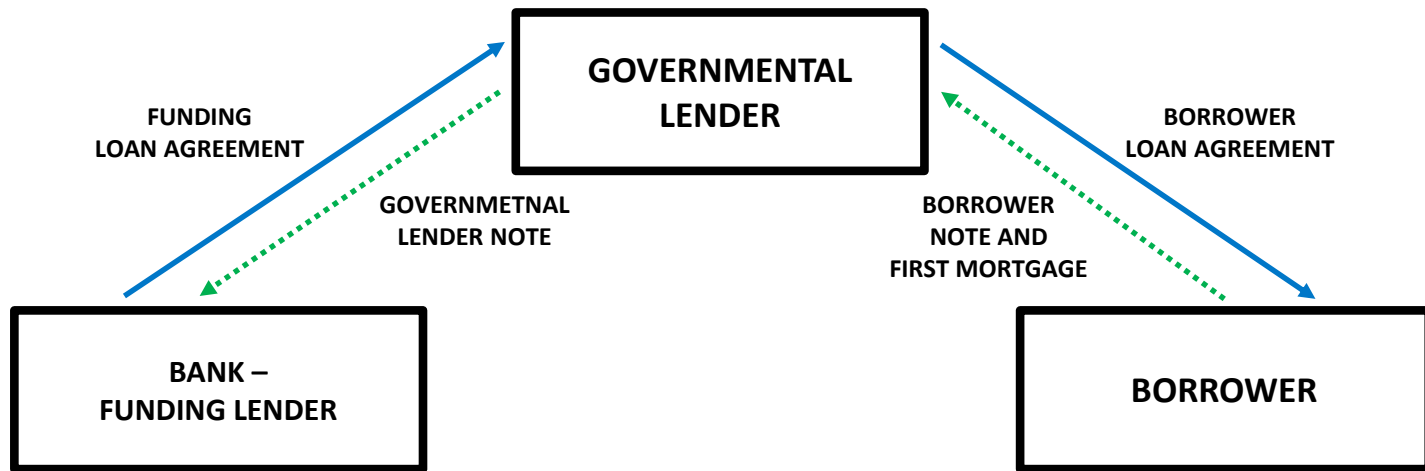 GOVERNMENTAL
LENDER
FUNDING
LOAN AGREEMENT
BORROWER
LOAN AGREEMENT
GOVERNMETNAL
LENDER NOTE
BORROWER
NOTE AND
FIRST MORTGAGE
BANK –
FUNDING LENDER
BORROWER